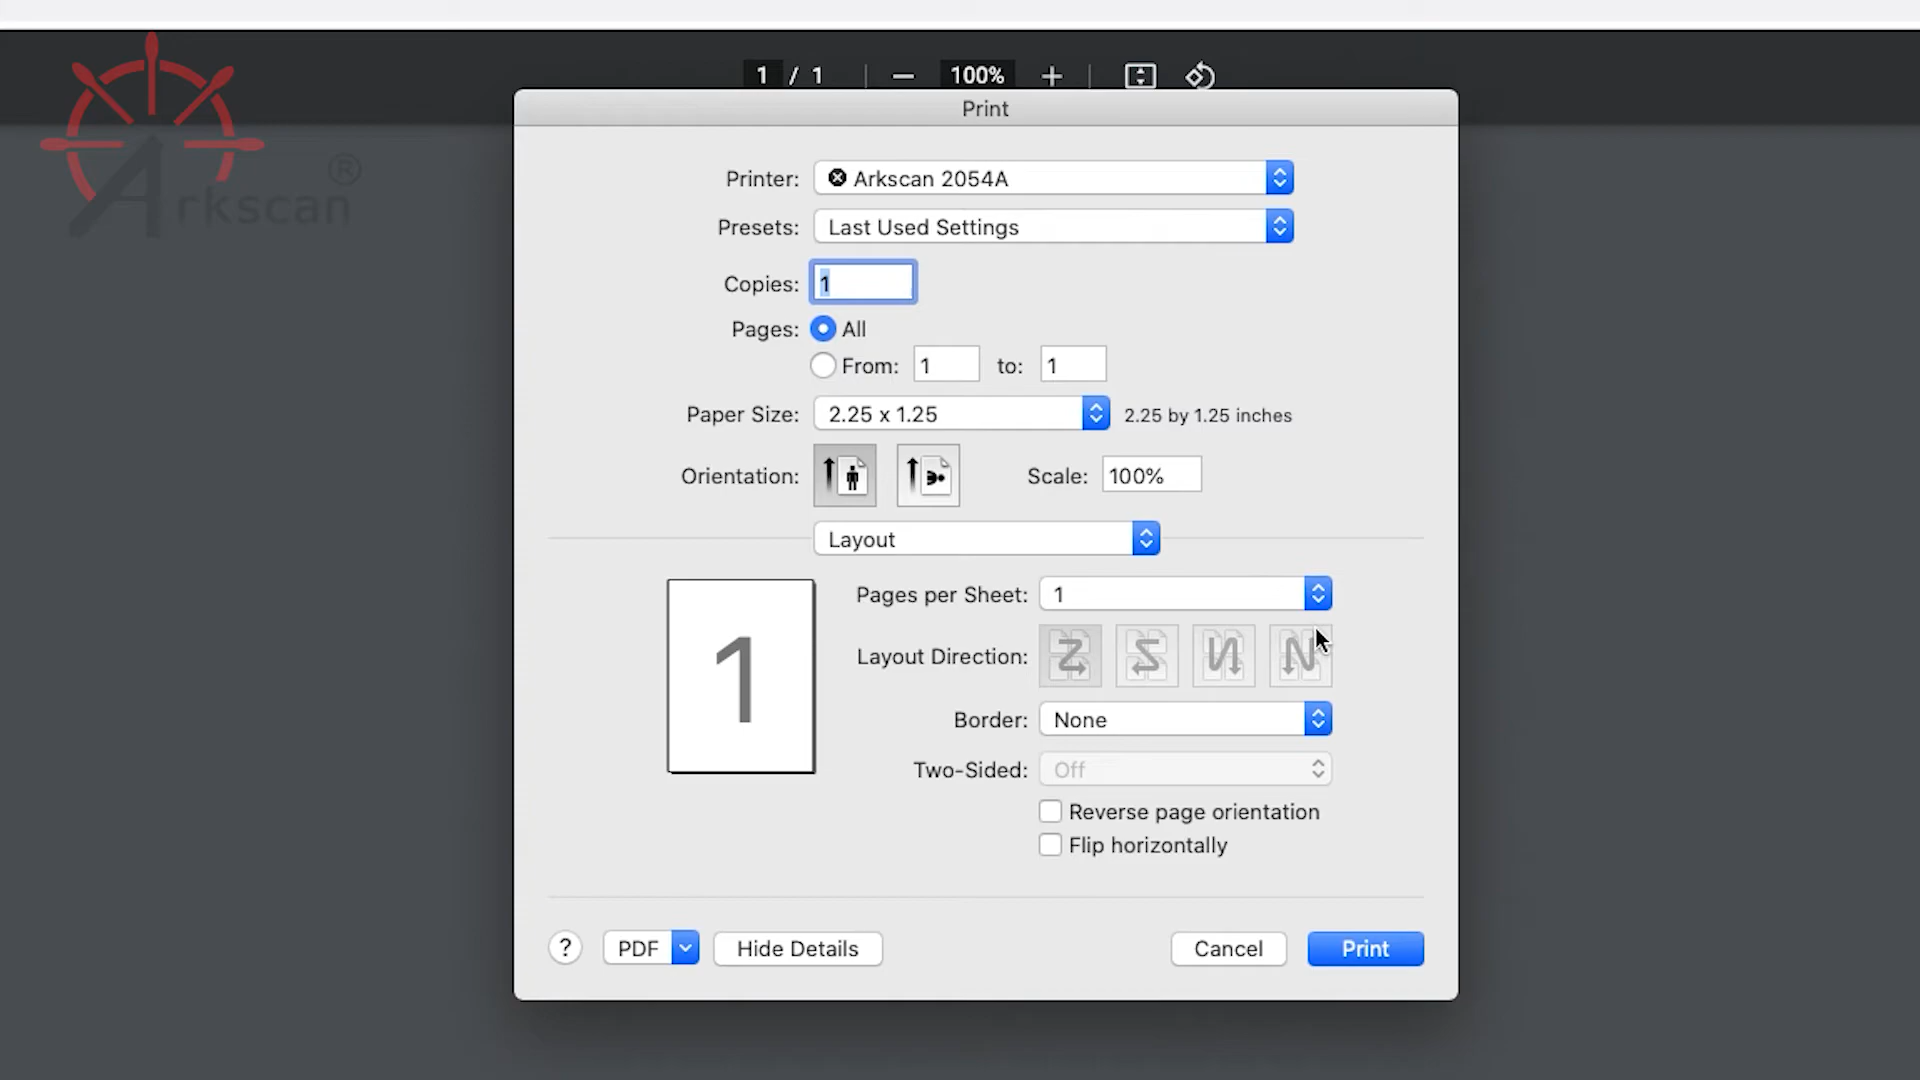 1 / 1 100%
Print
Arkscan®
Printer: Arkscan 2054A
Presets: Last Used Settings
Copies: 1
Pages: All
From: 1 to: 1
Paper Size: 2.25 x 1.25 2.25 by 1.25 inches
Orientation: Scale: 100%
Layout
1
Pages per Sheet: 1
Layout Direction:
Border: None
Two-Sided: Off
Reverse page orientation
Flip horizontally
? PDF Hide Details Cancel Print